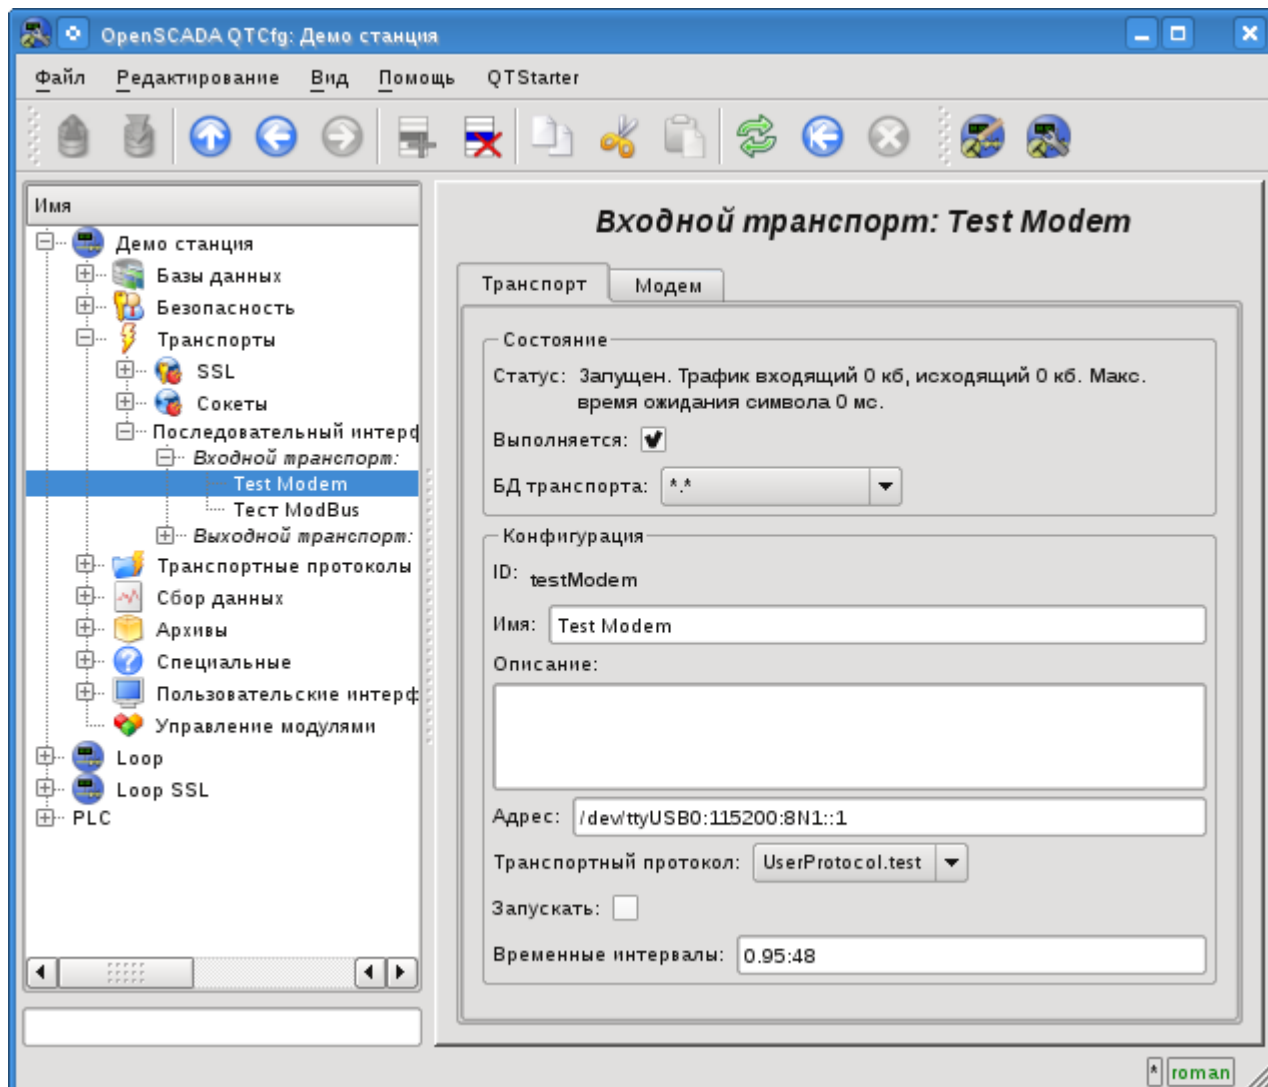 OpenSCADA QTCfg: Демо станция
Файл Редактирование Вид Помощь QTStarter
Имя
Демо станция
Базы данных
Безопасность
Транспорты
SSL
Сокеты
Последовательный интерф
Входной транспорт:
Test Modem
Тест ModBus
Выходной транспорт:
Транспортные протоколы
Сбор данных
Архивы
Специальные
Пользовательские интерф
Управление модулями
Loop
Loop SSL
PLC
Входной транспорт: Test Modem
Транспорт Модем
Состояние
Статус: Запущен. Трафик входящий 0 кб, исходящий 0 кб. Макс.
время ожидания символа 0 мс.
Выполняется:
БД транспорта: *.*
Конфигурация
ID: testModem
Имя: Test Modem
Описание:
Адрес: /dev/ttyUSB0:115200:8N1::1
Транспортный протокол: UserProtocol.test
Запускать:
Временные интервалы: 0.95:48
* roman